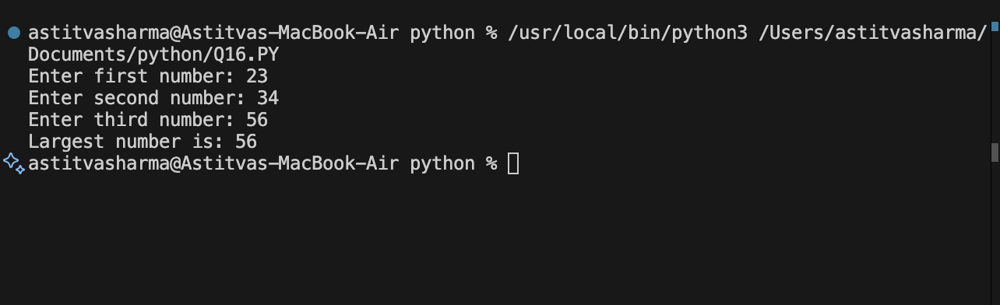 astitvasharma@Astitvas-MacBook-Air python % /usr/local/bin/python3 /Users/astitvasharma/
Documents/python/Q16.PY
Enter first number: 23
Enter second number: 34
Enter third number: 56
Largest number is: 56
astitvasharma@Astitvas-MacBook-Air python %